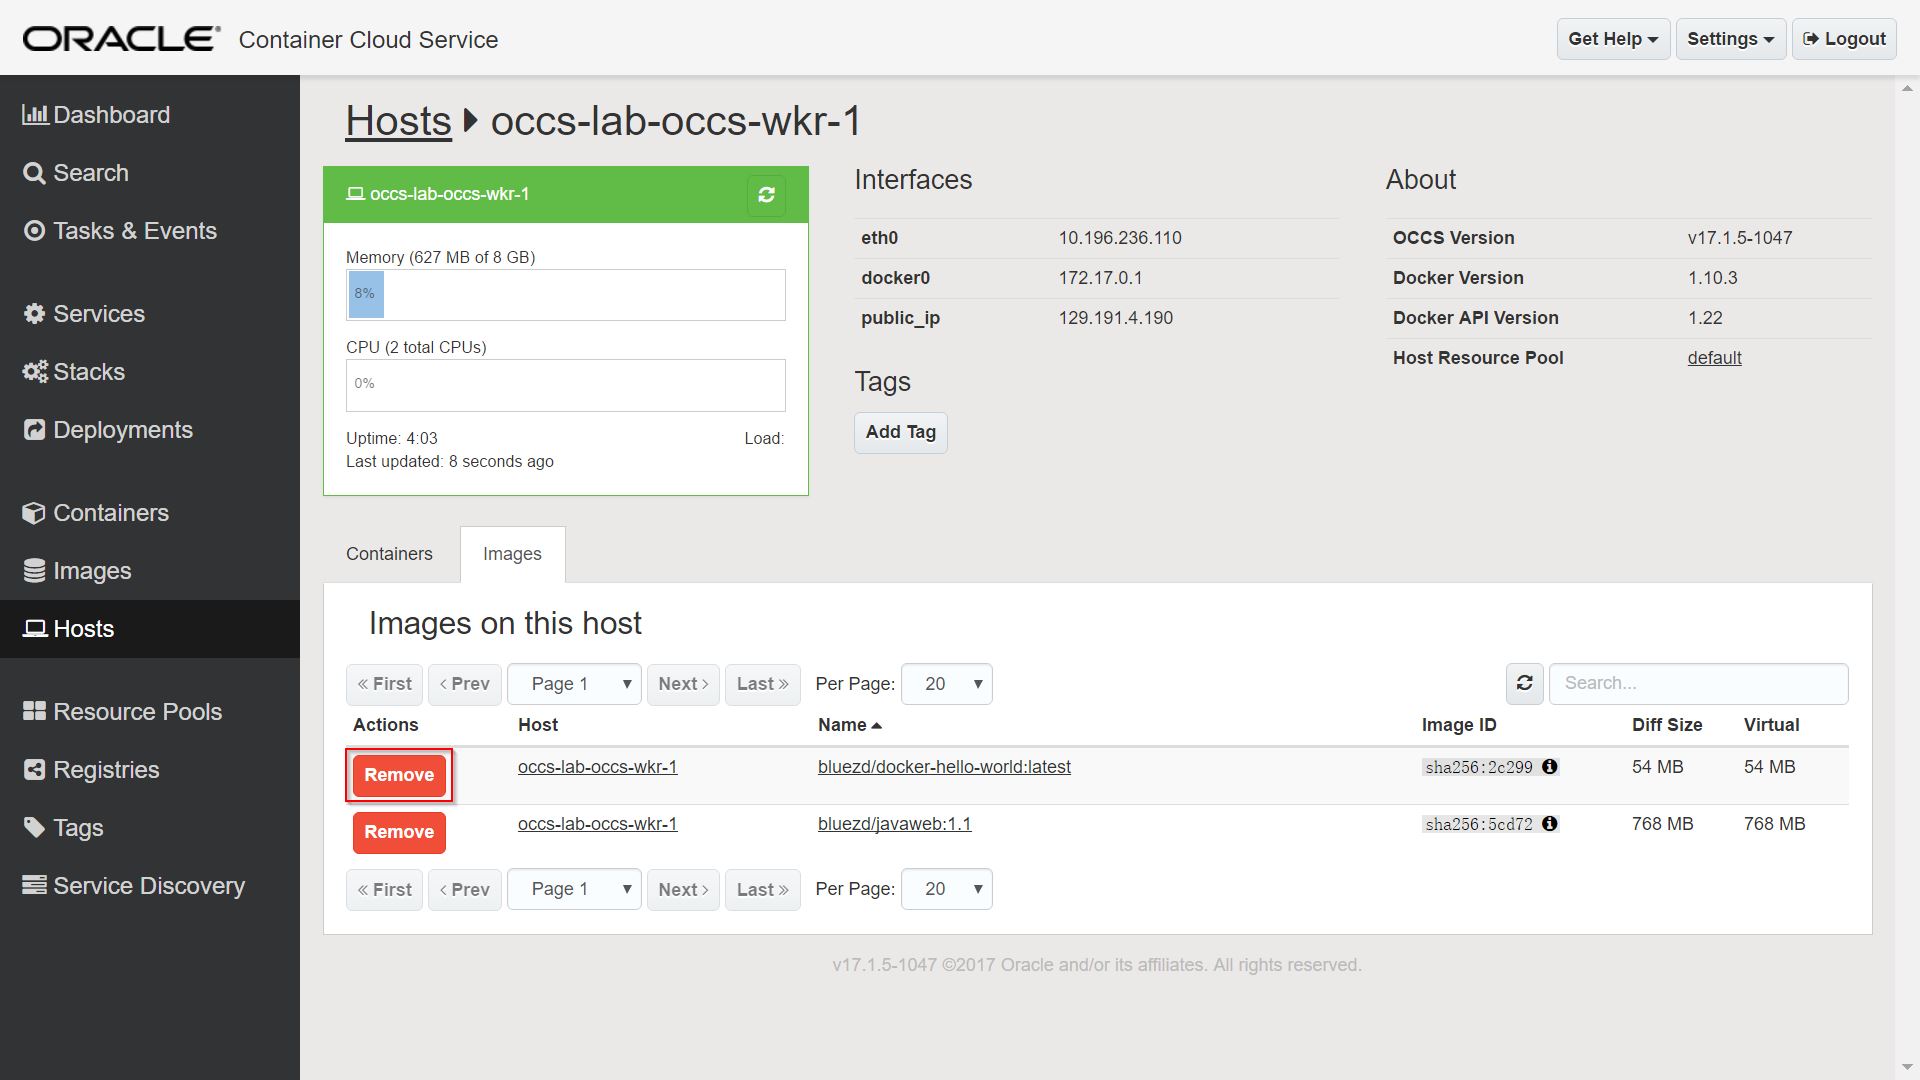 ORACLE® Container Cloud Service
Get Help
Settings
Logout
Dashboard
Search
Tasks & Events
Services
Stacks
Deployments
Containers
Images
Hosts
Resource Pools
Registries
Tags
Service Discovery
Hosts occs-lab-occs-wkr-1
occs-lab-occs-wkr-1
Memory (627 MB of 8 GB)
8%
CPU (2 total CPUs)
0%
Uptime: 4:03 Load:
Last updated: 8 seconds ago
Interfaces
eth0 10.196.236.110
docker0 172.17.0.1
public_ip 129.191.4.190
Tags
Add Tag
About
OCCS Version v17.1.5-1047
Docker Version 1.10.3
Docker API Version 1.22
Host Resource Pool default
Containers Images
Images on this host
« First ‹ Prev Page 1 Next › Last » Per Page: 20 Search...
Actions Host Name Image ID Diff Size Virtual
Remove occs-lab-occs-wkr-1 bluezd/docker-hello-world:latest sha256:2c299 54 MB 54 MB
Remove occs-lab-occs-wkr-1 bluezd/javaweb:1.1 sha256:5cd72 768 MB 768 MB
« First ‹ Prev Page 1 Next › Last » Per Page: 20
v17.1.5-1047 ©2017 Oracle and/or its affiliates. All rights reserved.